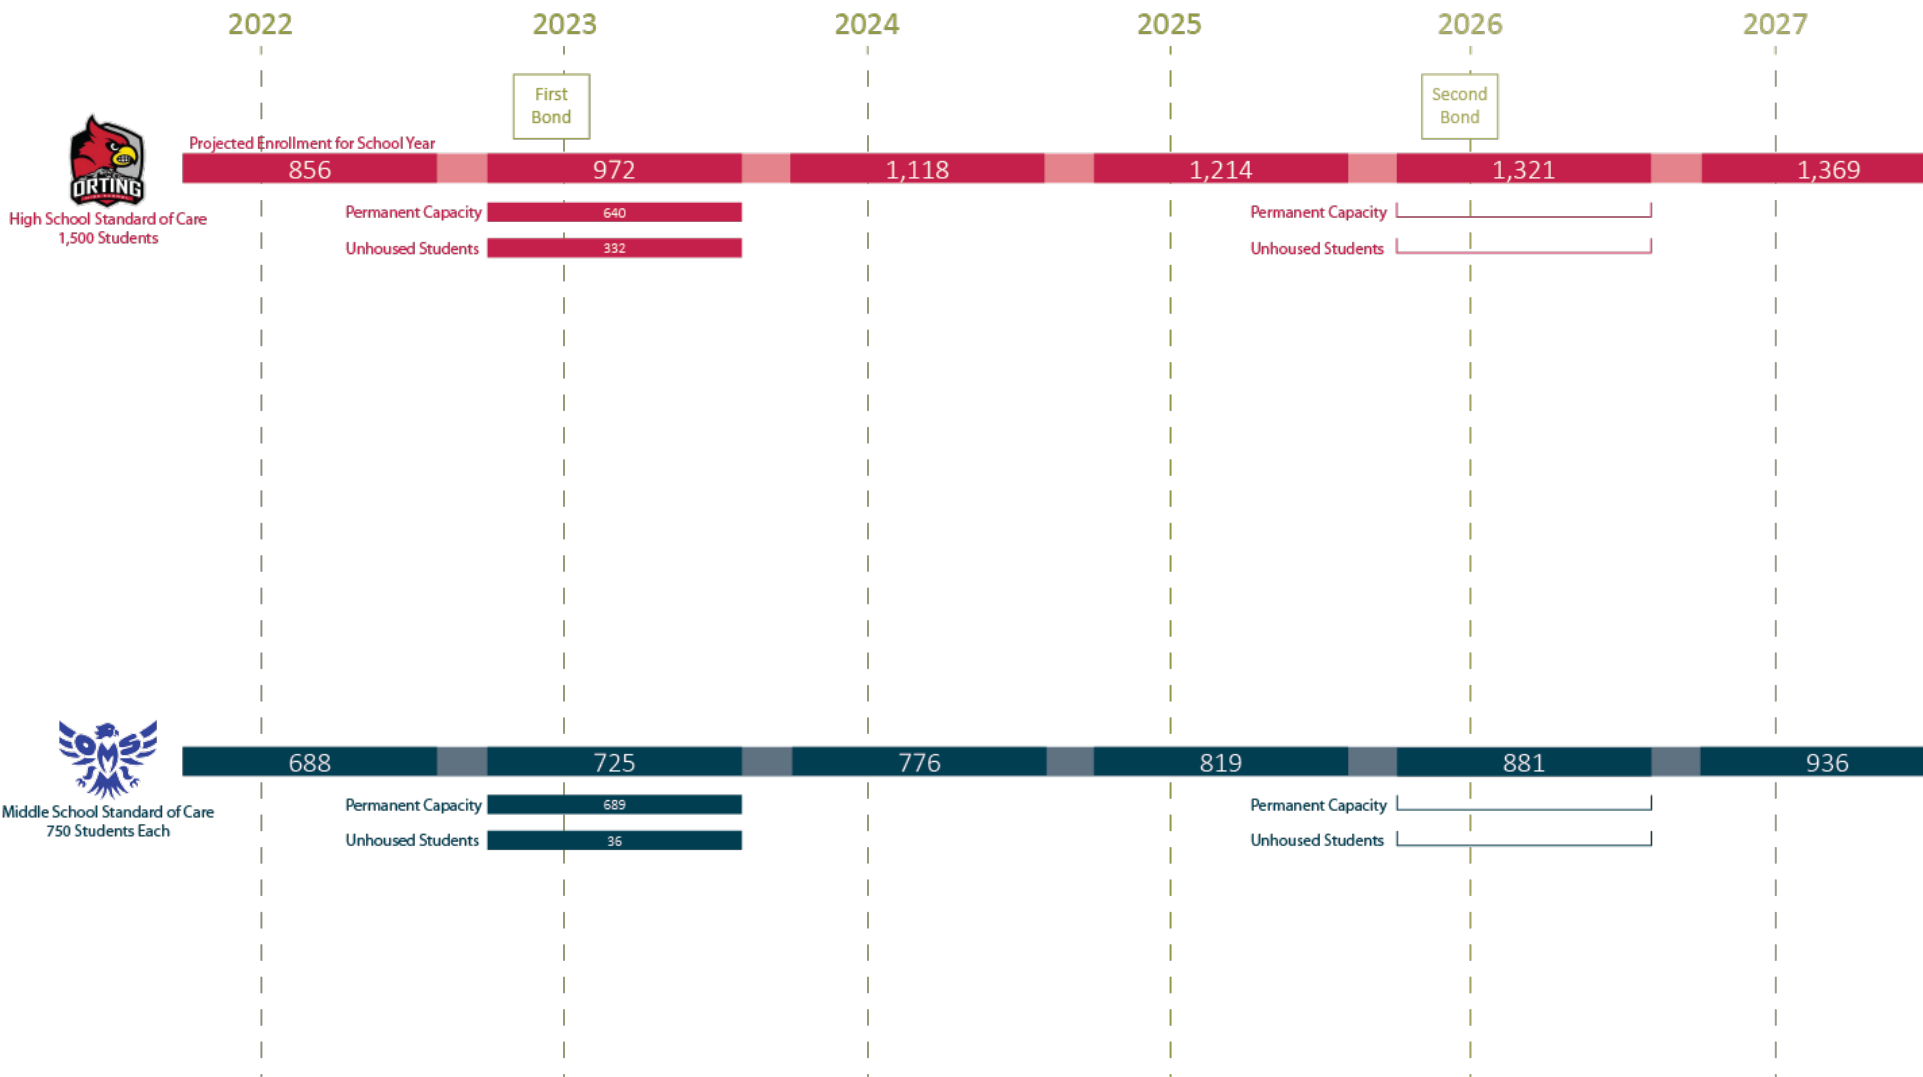 2022 2023 2024 2025 2026 2027
First
Bond
Second
Bond
Projected Enrollment for School Year
856 972 1,118 1,214 1,321 1,369
ORTING
High School Standard of Care
1,500 Students
Permanent Capacity 640
Unhoused Students 332
Permanent Capacity
Unhoused Students
OMS
688 725 776 819 881 936
Middle School Standard of Care
750 Students Each
Permanent Capacity 689
Unhoused Students 36
Permanent Capacity
Unhoused Students